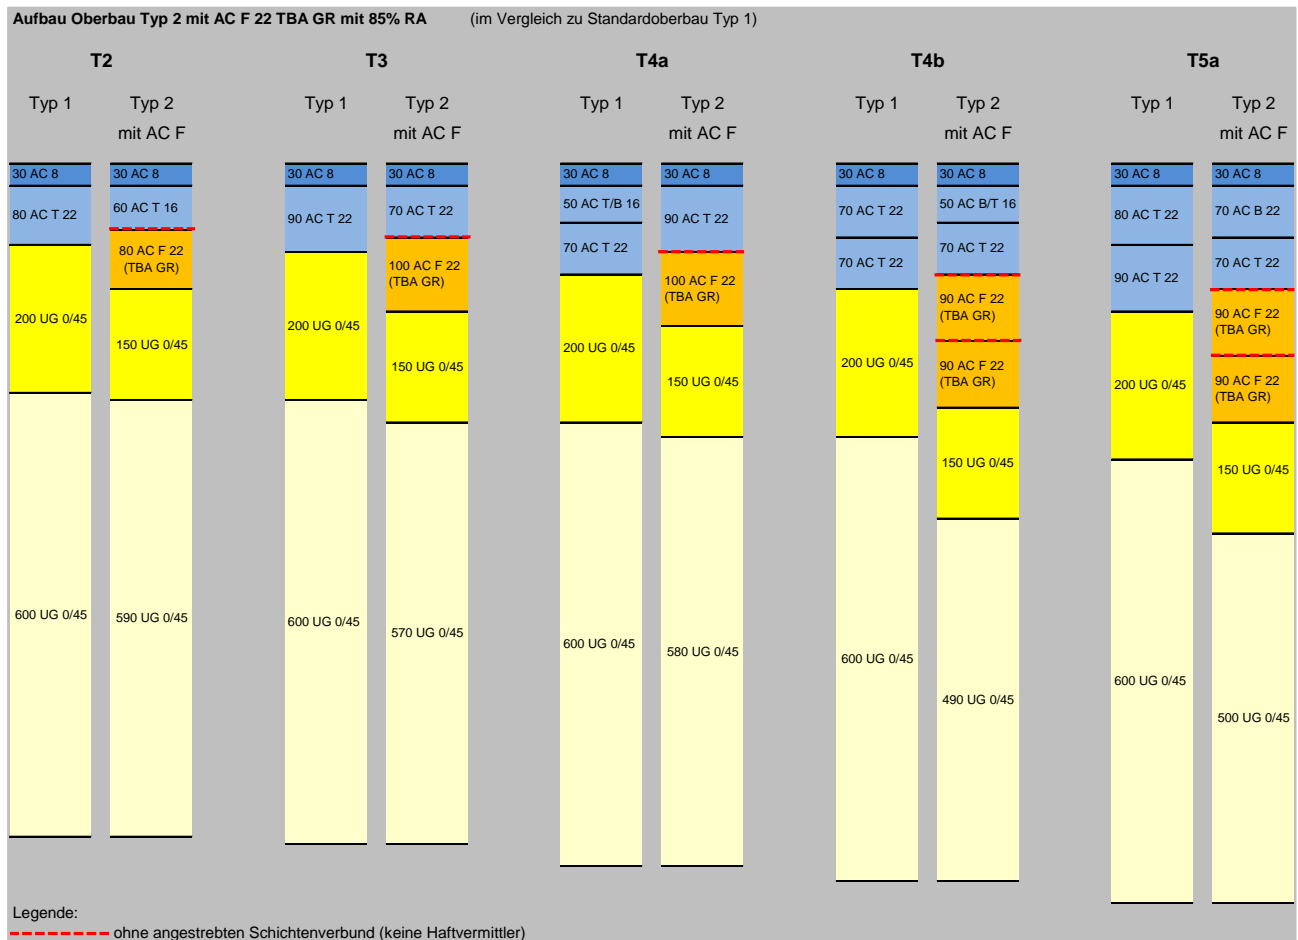 Aufbau Oberbau Typ 2 mit AC F 22 TBA GR mit 85% RA (im Vergleich zu Standardoberbau Typ 1)
T2 T3 T4a T4b T5a
Typ 1 Typ 2 Typ 1 Typ 2 Typ 1 Typ 2 Typ 1 Typ 2 Typ 1 Typ 2
mit AC F mit AC F mit AC F mit AC F mit AC F
30 AC 8
80 AC T 22
200 UG 0/45
600 UG 0/45
30 AC 8
60 AC T 16
80 AC F 22
(TBA GR)
150 UG 0/45
590 UG 0/45
30 AC 8
90 AC T 22
200 UG 0/45
600 UG 0/45
30 AC 8
70 AC T 22
100 AC F 22
(TBA GR)
150 UG 0/45
570 UG 0/45
30 AC 8
50 AC T/B 16
70 AC T 22
200 UG 0/45
600 UG 0/45
30 AC 8
90 AC T 22
100 AC F 22
(TBA GR)
150 UG 0/45
580 UG 0/45
30 AC 8
70 AC T 22
70 AC T 22
200 UG 0/45
600 UG 0/45
30 AC 8
50 AC B/T 16
70 AC T 22
90 AC F 22
(TBA GR)
90 AC F 22
(TBA GR)
150 UG 0/45
490 UG 0/45
30 AC 8
80 AC T 22
90 AC T 22
200 UG 0/45
600 UG 0/45
30 AC 8
70 AC B 22
70 AC T 22
90 AC F 22
(TBA GR)
90 AC F 22
(TBA GR)
150 UG 0/45
500 UG 0/45
Legende:
ohne angestrebten Schichtenverbund (keine Haftvermittler)